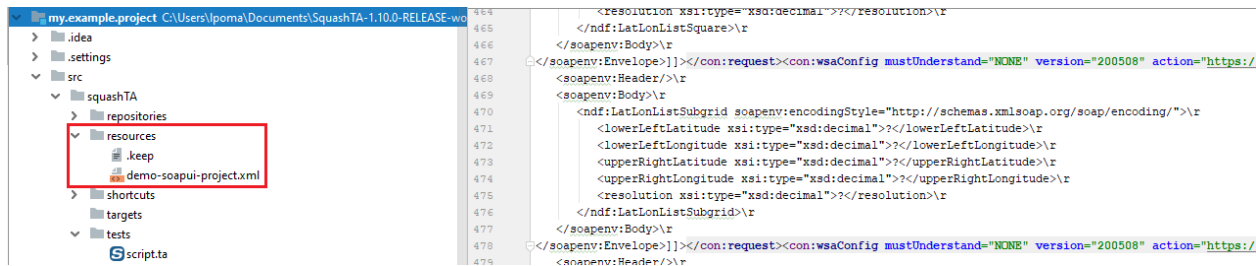 my.example.project C:\Users\lpoma\Documents\SquashTA-1.10.0-RELEASE-wo
.idea
.settings
src
squashTA
repositories
resources
.keep
demo-soapui-project.xml
shortcuts
targets
tests
script.ta
464 <resolution xsi:type="xsd:decimal">?</resolution>\r
465 </ndf:LatLonListSquare>\r
466 </soapenv:Body>\r
467 </soapenv:Envelope>]]></con:request><con:wsaConfig mustUnderstand="NONE" version="200508" action="https:/
468 <soapenv:Header/>\r
469 <soapenv:Body>\r
470 <ndf:LatLonListSubgrid soapenv:encodingStyle="http://schemas.xmlsoap.org/soap/encoding/">\r
471 <lowerLeftLatitude xsi:type="xsd:decimal">?</lowerLeftLatitude>\r
472 <lowerLeftLongitude xsi:type="xsd:decimal">?</lowerLeftLongitude>\r
473 <upperRightLatitude xsi:type="xsd:decimal">?</upperRightLatitude>\r
474 <upperRightLongitude xsi:type="xsd:decimal">?</upperRightLongitude>\r
475 <resolution xsi:type="xsd:decimal">?</resolution>\r
476 </ndf:LatLonListSubgrid>\r
477 </soapenv:Body>\r
478 </soapenv:Envelope>]]></con:request><con:wsaConfig mustUnderstand="NONE" version="200508" action="https:/
479 <soapenv:Header/>\r